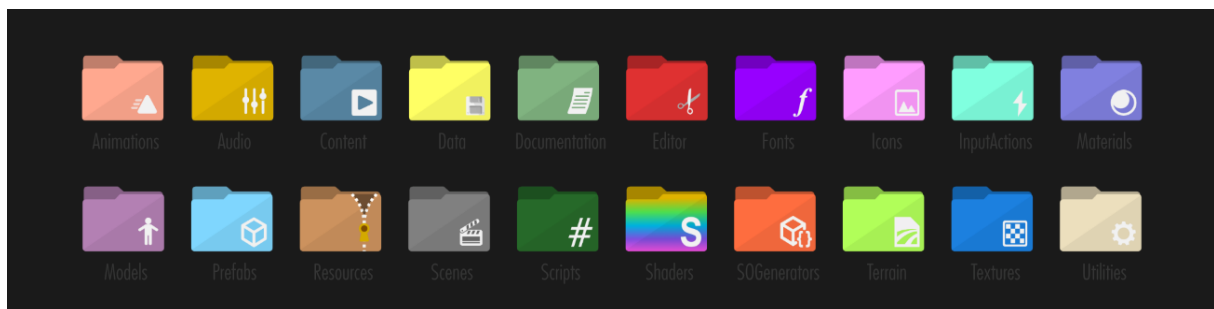 Animations Audio Content Data Documentation Editor Fonts Icons InputActions Materials
Models Prefabs Resources Scenes Scripts Shaders SOGenerators Terrain Textures Utilities